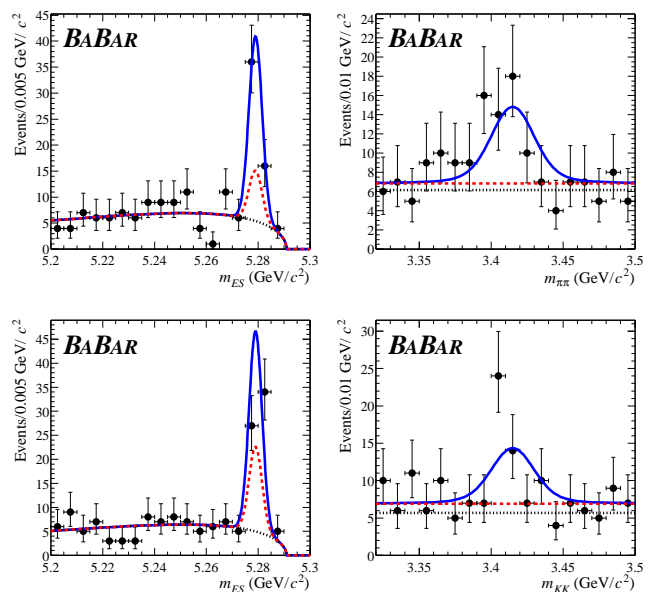 Events/0.005 GeV/ c²
BABAR
45
40
35
30
25
20
15
10
5
0
5.2 5.22 5.24 5.26 5.28 5.3
m_ES (GeV/c²)
Events/0.01 GeV/ c²
BABAR
24
22
20
18
16
14
12
10
8
6
4
2
0
3.35 3.4 3.45 3.5
m_ππ (GeV/c²)
Events/0.005 GeV/ c²
BABAR
45
40
35
30
25
20
15
10
5
0
5.2 5.22 5.24 5.26 5.28 5.3
m_ES (GeV/c²)
Events/0.01 GeV/ c²
BABAR
30
25
20
15
10
5
0
3.35 3.4 3.45 3.5
m_KK (GeV/c²)